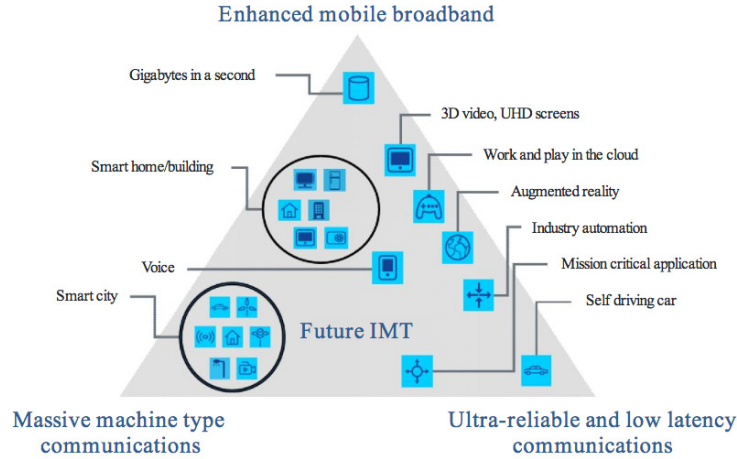 Enhanced mobile broadband
Gigabytes in a second
3D video, UHD screens
Smart home/building
Work and play in the cloud
Augmented reality
Industry automation
Voice
Mission critical application
Smart city
Self driving car
Future IMT
Massive machine type
communications
Ultra-reliable and low latency
communications